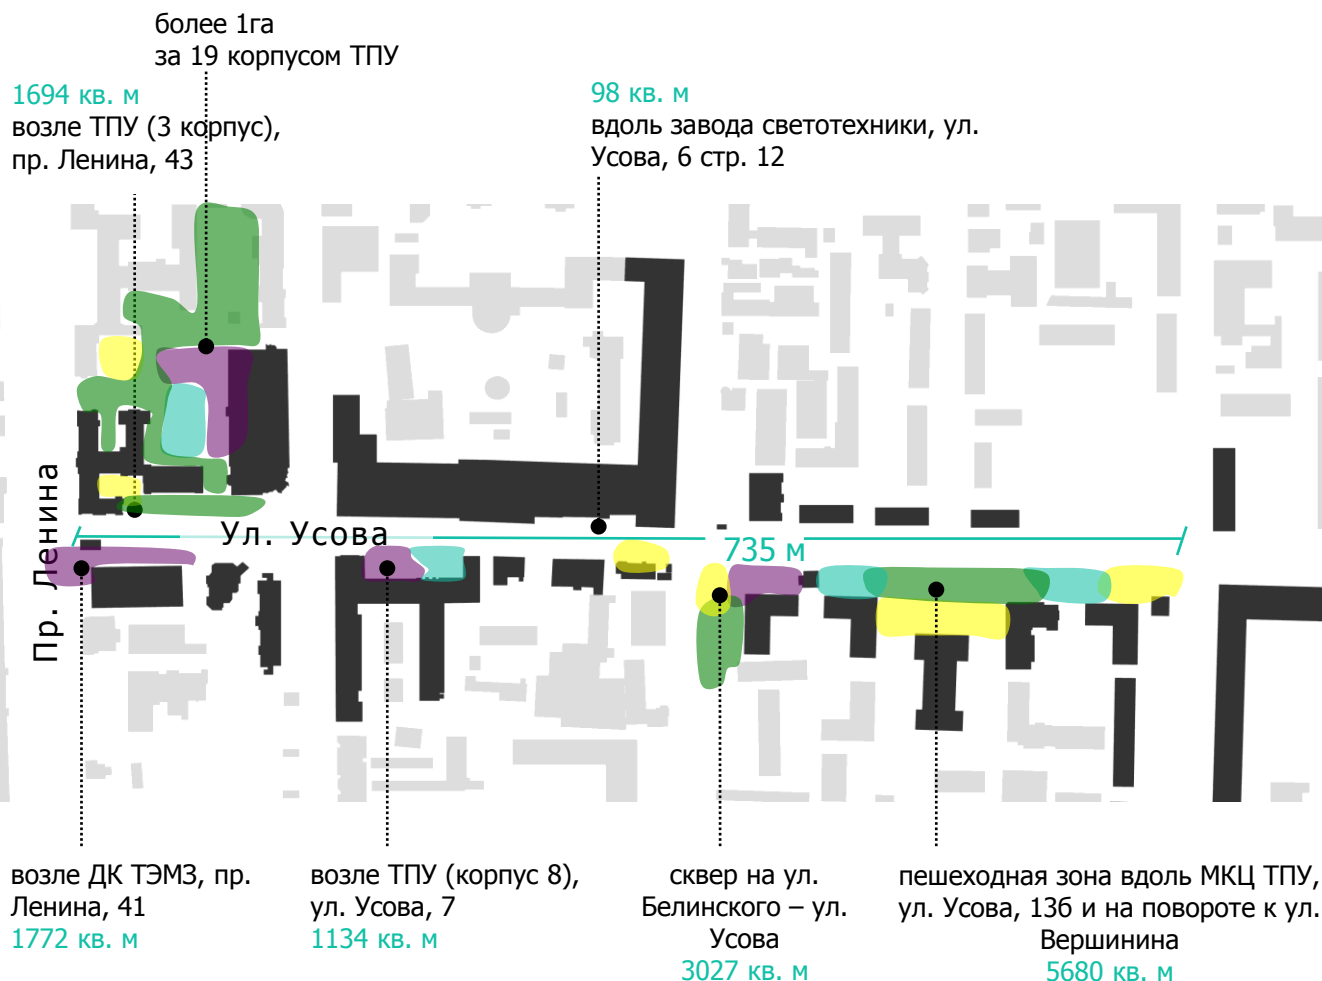 более 1га
за 19 корпусом ТПУ
1694 кв. м
возле ТПУ (3 корпус),
пр. Ленина, 43
98 кв. м
вдоль завода светотехники, ул.
Усова, 6 стр. 12
Пр. Ленина
Ул. Усова
735 м
возле ДК ТЭМЗ, пр.
Ленина, 41
1772 кв. м
возле ТПУ (корпус 8),
ул. Усова, 7
1134 кв. м
сквер на ул.
Белинского – ул.
Усова
3027 кв. м
пешеходная зона вдоль МКЦ ТПУ,
ул. Усова, 13б и на повороте к ул.
Вершинина
5680 кв. м